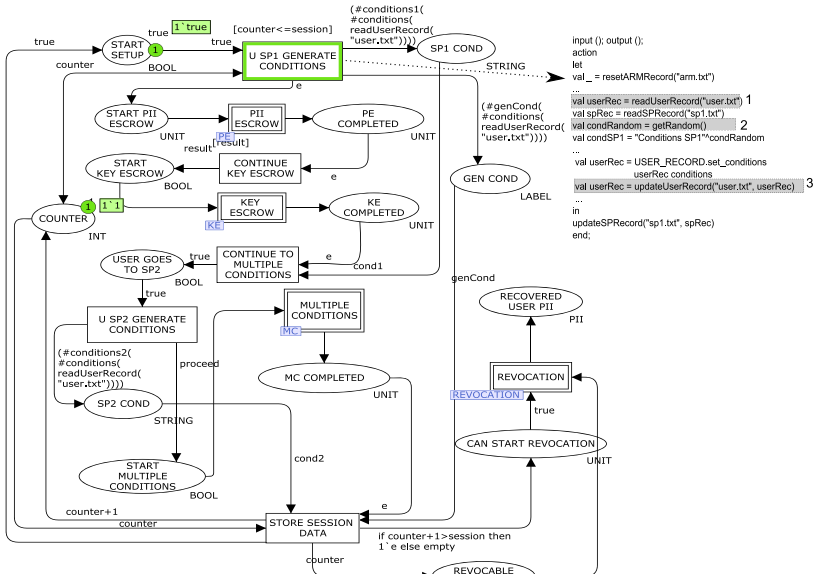 true
1`true
[counter<=session]
(#conditions1(
#conditions(
readUserRecord(
"user.txt"))))
input (); output ();
action
let
val _ = resetARMRecord("arm.txt")
...
val userRec = readUserRecord("user.txt") 1
val spRec = readSPRecord("sp1.txt")
val condRandom = getRandom() 2
val condSP1 = "Conditions SP1"^condRandom
...
val userRec = USER_RECORD.set_conditions
userRec conditions
val userRec = updateUserRecord("user.txt", userRec) 3
...
in
updateSPRecord("sp1.txt", spRec)
end;
true
START
SETUP
1
true
BOOL
U SP1 GENERATE
CONDITIONS
SP1 COND
STRING
counter
e
START PII
ESCROW
UNIT
PII
ESCROW
PE
PE
COMPLETED
UNIT
(#genCond(
#conditions(
readUserRecord(
"user.txt"))))
result
[result]
START
KEY ESCROW
BOOL
CONTINUE
KEY ESCROW
e
GEN COND
LABEL
COUNTER
1
1`1
INT
KEY
ESCROW
KE
KE
COMPLETED
UNIT
USER GOES
TO SP2
BOOL
true
CONTINUE TO
MULTIPLE
CONDITIONS
e
cond1
genCond
true
U SP2 GENERATE
CONDITIONS
MULTIPLE
CONDITIONS
MC
RECOVERED
USER PII
PII
(#conditions2(
#conditions(
readUserRecord(
"user.txt"))))
proceed
MC COMPLETED
UNIT
REVOCATION
REVOCATION
true
SP2 COND
STRING
CAN START REVOCATION
UNIT
START
MULTIPLE
CONDITIONS
BOOL
cond2
e
counter+1
counter
STORE SESSION
DATA
if counter+1>session then
1`e else empty
counter
REVOCABLE